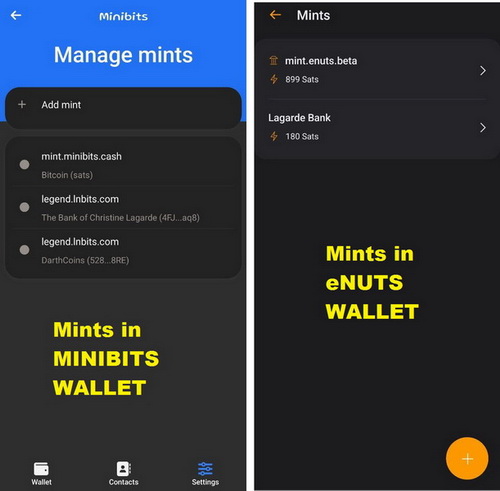 Minibits
Manage mints
+ Add mint
mint.minibits.cash
Bitcoin (sats)
legend.lnbits.com
The Bank of Christine Lagarde (4FJ...aq8)
legend.lnbits.com
DarthCoins (528...8RE)
Mints in
MINIBITS
WALLET
Wallet
Contacts
Settings
Mints
mint.enuts.beta
899 Sats
Lagarde Bank
180 Sats
Mints in
eNUTS
WALLET
+